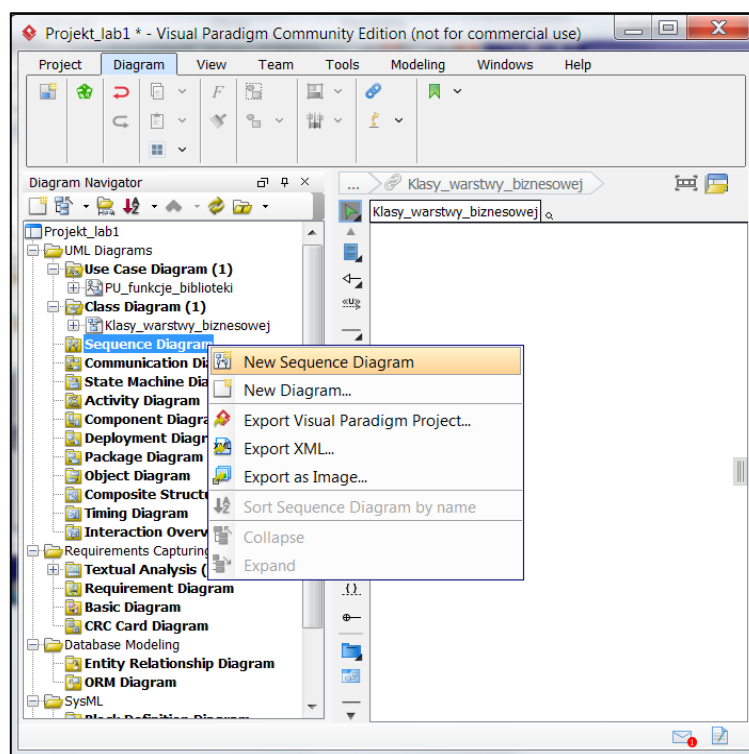 Projekt_lab1 * - Visual Paradigm Community Edition (not for commercial use)
Project Diagram View Team Tools Modeling Windows Help
Diagram Navigator
... Klasy_warstwy_biznesowej
Klasy_warstwy_biznesowej
Projekt_lab1
UML Diagrams
Use Case Diagram (1)
PU_funkcje_biblioteki
Class Diagram (1)
Klasy_warstwy_biznesowej
Sequence Diagram
Communication Di
State Machine Dia
Activity Diagram
Component Diagra
Deployment Diagr
Package Diagram
Object Diagram
Composite Structu
Timing Diagram
Interaction Overv
Requirements Capturing
Textual Analysis (
Requirement Diagram
Basic Diagram
CRC Card Diagram
Database Modeling
Entity Relationship Diagram
ORM Diagram
SysML
New Sequence Diagram
New Diagram...
Export Visual Paradigm Project...
Export XML...
Export as Image...
Sort Sequence Diagram by name
Collapse
Expand